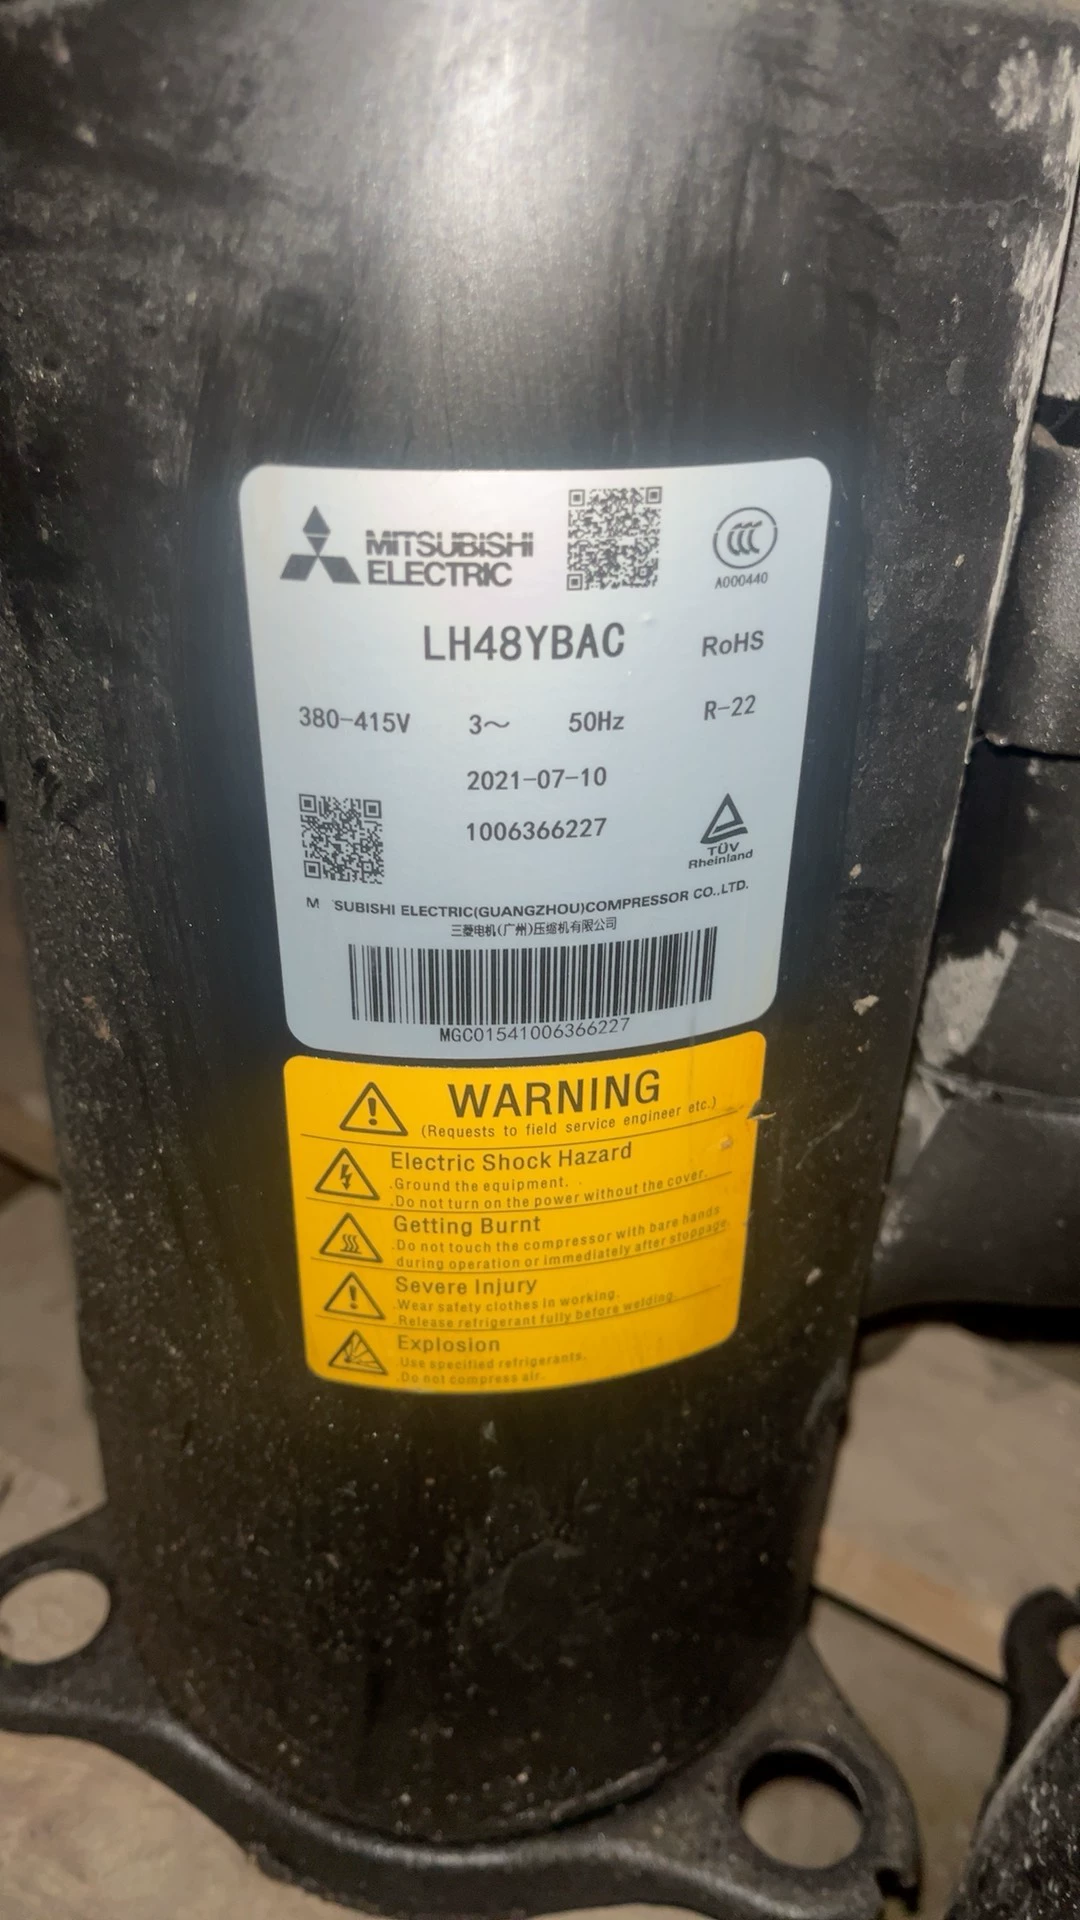 MITSUBISHI
ELECTRIC
A000440
LH48YBAC
RoHS
380-415V 3～ 50Hz R-22
2021-07-10
1006366227
TÜV
Rheinland
M SUBISHI ELECTRIC(GUANGZHOU)COMPRESSOR CO.,LTD.
三菱电机(广州)压缩机有限公司
MGC01541006366227
WARNING
(Requests to field service engineer etc.)
Electric Shock Hazard
.Ground the equipment.
.Do not turn on the power without the cover.
Getting Burnt
.Do not touch the compressor with bare hands
during operation or immediately after stoppage.
Severe Injury
.Wear safety clothes in working.
.Release refrigerant fully before welding.
Explosion
.Use specified refrigerants.
.Do not compress air.